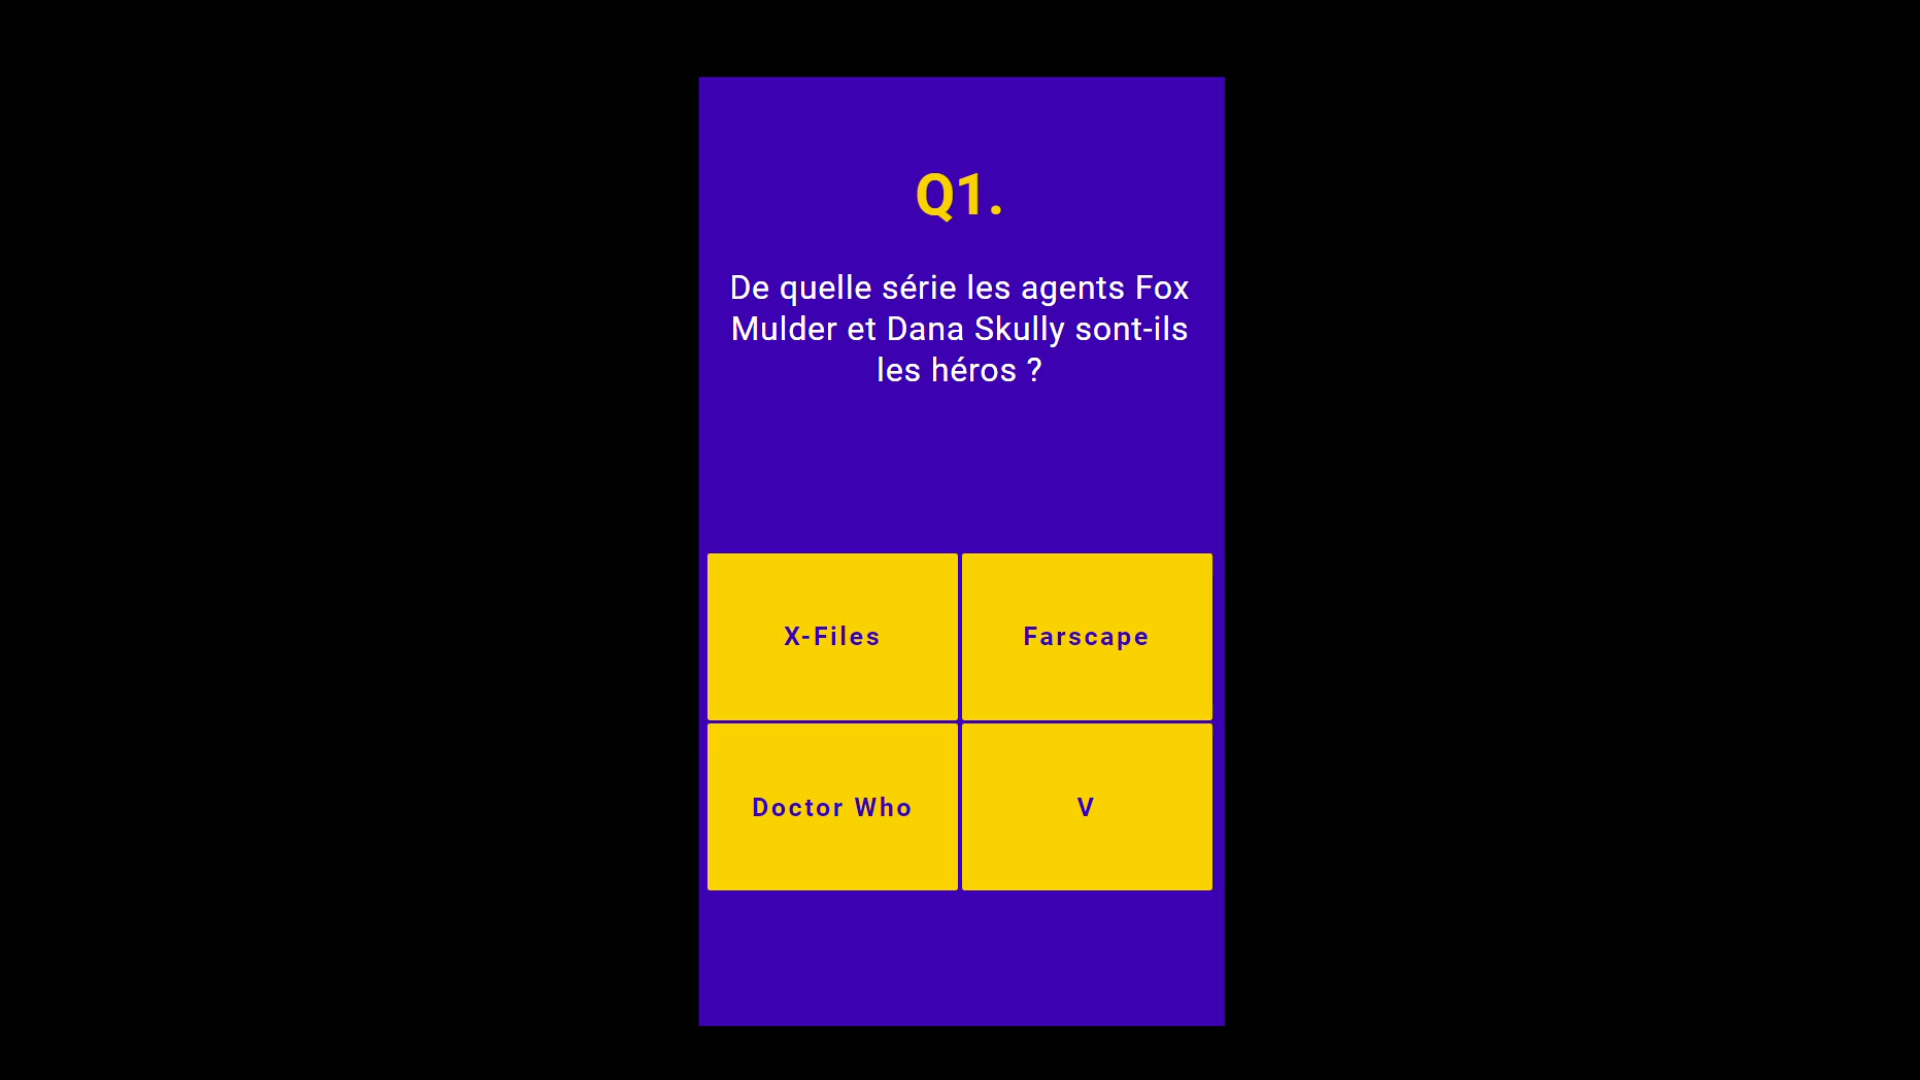 Q1.
De quelle série les agents Fox
Mulder et Dana Skully sont-ils
les héros ?
X-Files
Farscape
Doctor Who
V